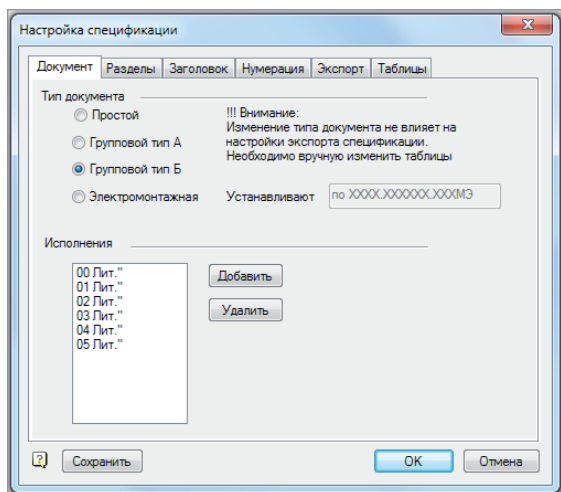 Настройка спецификации
Документ Разделы Заголовок Нумерация Экспорт Таблицы
Тип документа
Простой
!!! Внимание:
Изменение типа документа не влияет на
настройки экспорта спецификации.
Необходимо вручную изменить таблицы
Групповой тип А
Групповой тип Б
Электромонтажная
Устанавливают
по XXXX.XXXXXX.XXXМЭ
Исполнения
00 Лит."
01 Лит."
02 Лит."
03 Лит."
04 Лит."
05 Лит."
Добавить
Удалить
Сохранить
OK
Отмена